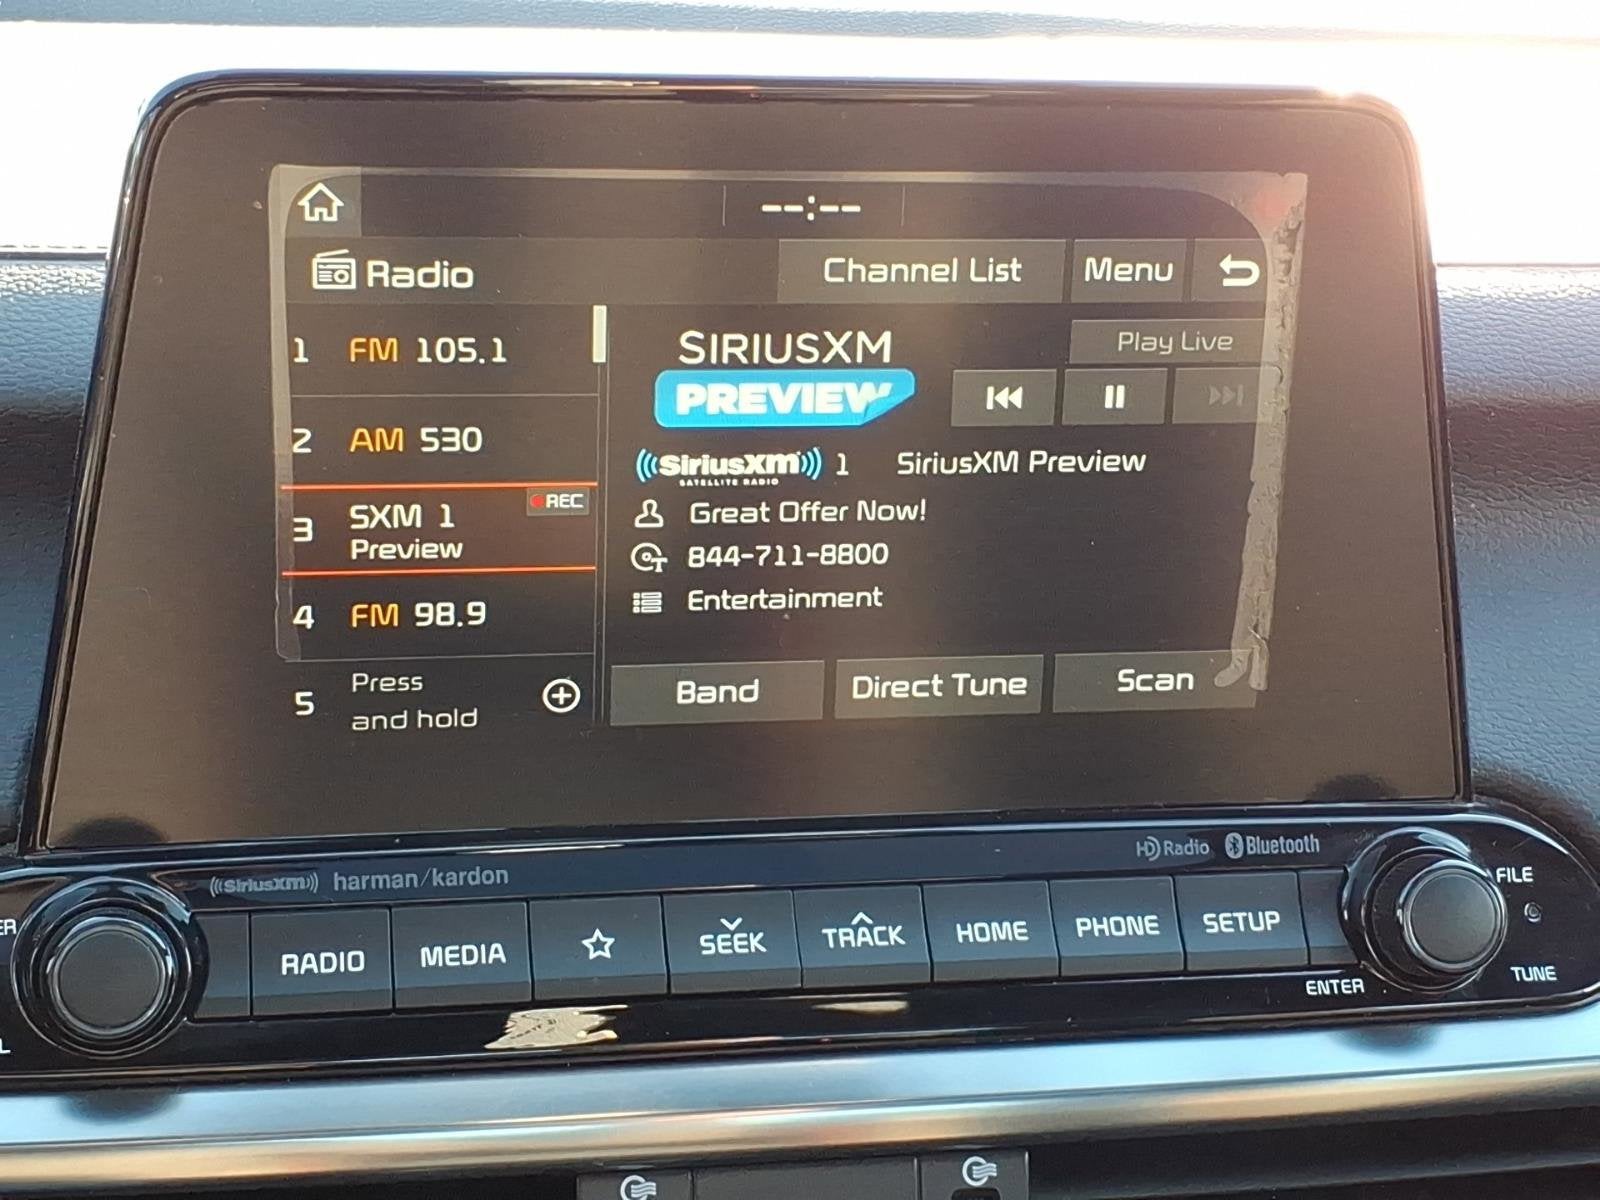 --:--
Radio
Channel List
Menu
1 FM 105.1
2 AM 530
3 SXM 1 REC
Preview
4 FM 98.9
5 Press
and hold
SIRIUSXM
PREVIEW
Play Live
SiriusXM 1 SiriusXM Preview
SATELLITE RADIO
Great Offer Now!
844-711-8800
Entertainment
Band
Direct Tune
Scan
SiriusXM harman/kardon
HD Radio Bluetooth
RADIO
MEDIA
SEEK
TRACK
HOME
PHONE
SETUP
FILE
ENTER
TUNE